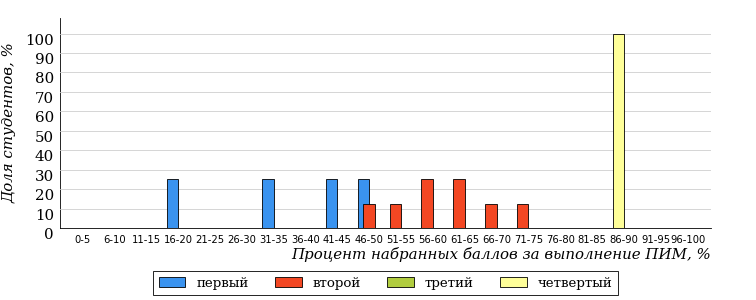 Доля студентов, %
100
90
80
70
60
50
40
30
20
10
0
0-5 6-10 11-15 16-20 21-25 26-30 31-35 36-40 41-45 46-50 51-55 56-60 61-65 66-70 71-75 76-80 81-85 86-90 91-95 96-100
Процент набранных баллов за выполнение ПИМ, %
первый второй третий четвертый